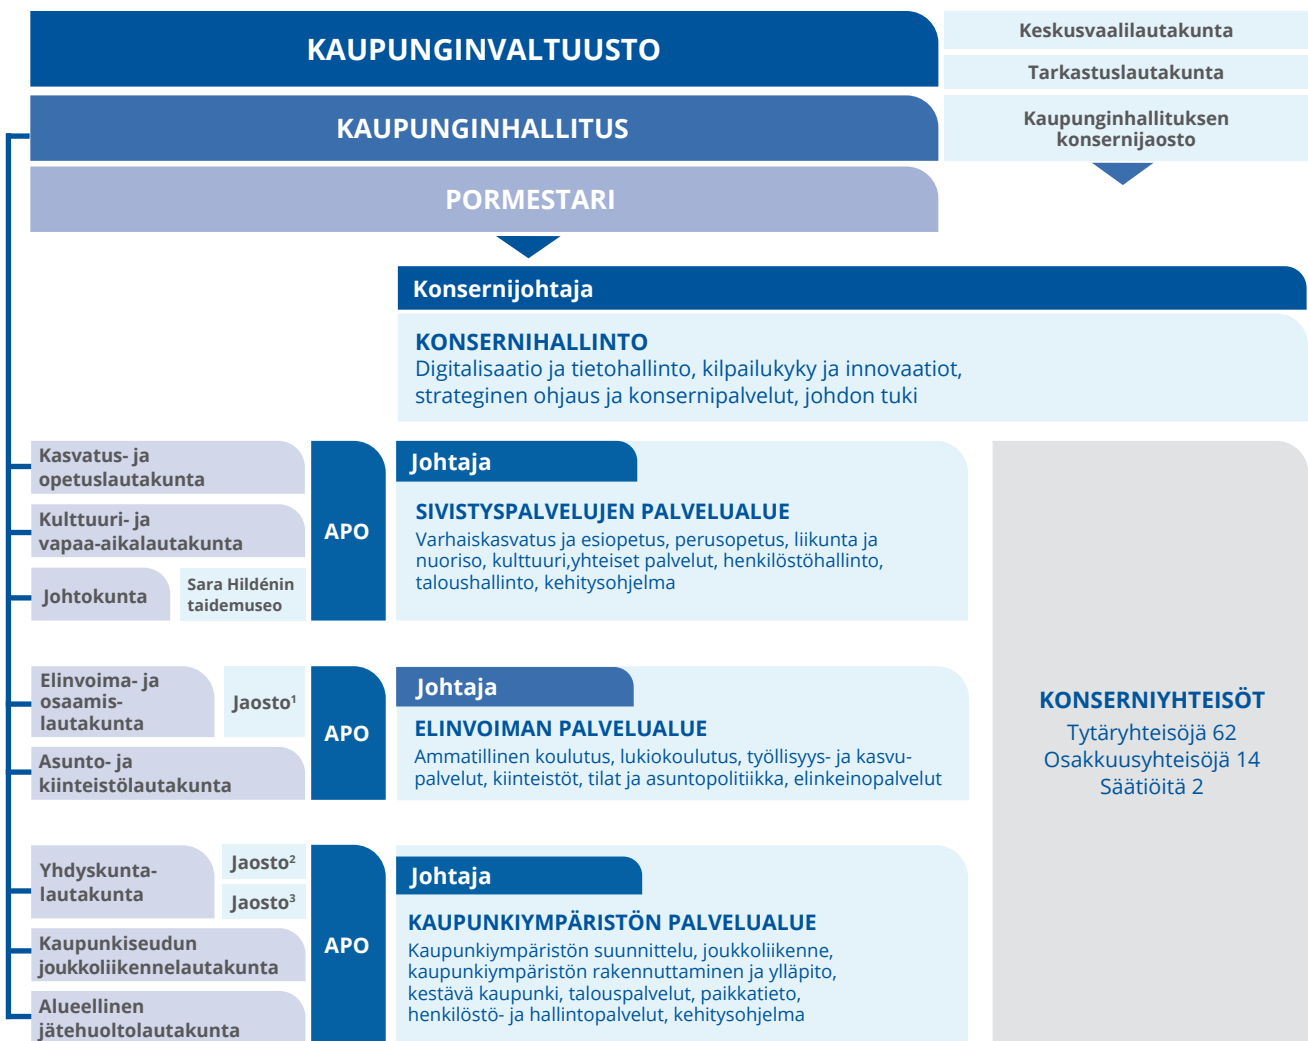 KAUPUNGINVALTUUSTO
Keskusvaalilautakunta
Tarkastuslautakunta
KAUPUNGINHALLITUS
Kaupunginhallituksen
konsernijaosto
PORMESTARI
Konsernijohtaja
KONSERNIHALLINTO
Digitalisaatio ja tietohallinto, kilpailukyky ja innovaatiot,
strateginen ohjaus ja konsernipalvelut, johdon tuki
Kasvatus- ja
opetuslautakunta
Kulttuuri- ja
vapaa-aikalautakunta
Johtokunta
Sara Hildénin
taidemuseo
APO
Johtaja
SIVISTYSPALVELUJEN PALVELUALUE
Varhaiskasvatus ja esiopetus, perusopetus, liikunta ja
nuoriso, kulttuuri,yhteiset palvelut, henkilöstöhallinto,
taloushallinto, kehitysohjelma
Elinvoima- ja
osaamis-
lautakunta
Jaosto¹
Asunto- ja
kiinteistölautakunta
APO
Johtaja
ELINVOIMAN PALVELUALUE
Ammatillinen koulutus, lukiokoulutus, työllisyys- ja kasvu-
palvelut, kiinteistöt, tilat ja asuntopolitiikka, elinkeinopalvelut
Yhdyskunta-
lautakunta
Jaosto²
Jaosto³
Kaupunkiseudun
joukkoliikennelautakunta
Alueellinen
jätehuoltolautakunta
APO
Johtaja
KAUPUNKIYMPÄRISTÖN PALVELUALUE
Kaupunkiympäristön suunnittelu, joukkoliikenne,
kaupunkiympäristön rakennuttaminen ja ylläpito,
kestävä kaupunki, talouspalvelut, paikkatieto,
henkilöstö- ja hallintopalvelut, kehitysohjelma
KONSERNIYHTEISÖT
Tytäryhteisöjä 62
Osakkuusyhteisöjä 14
Säätiöitä 2